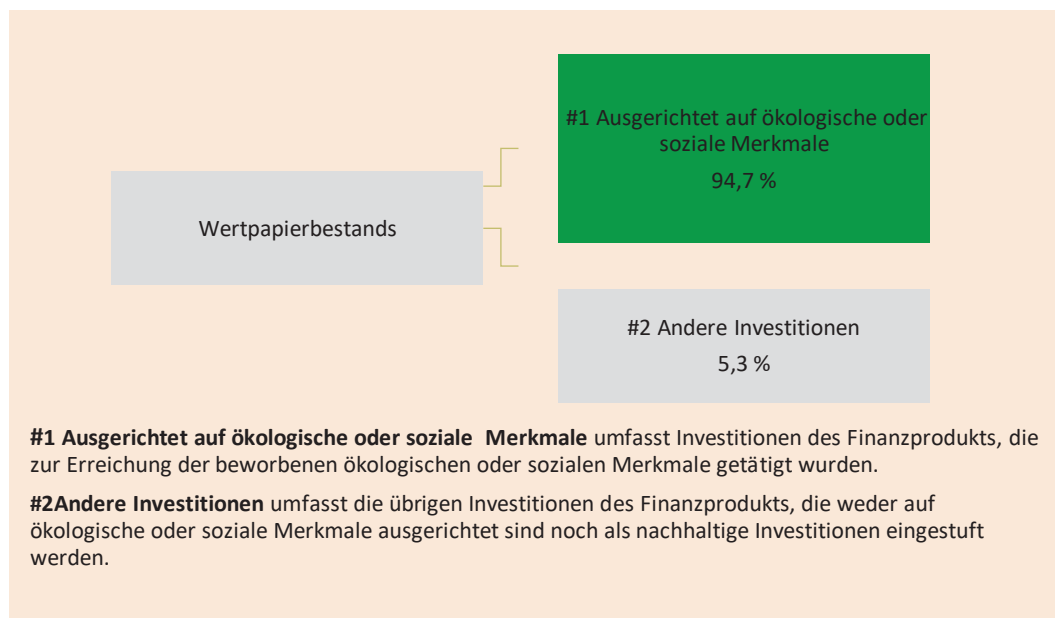 #1 Ausgerichtet auf ökologische oder
soziale Merkmale
94,7 %
Wertpapierbestands
#2 Andere Investitionen
5,3 %
#1 Ausgerichtet auf ökologische oder soziale Merkmale umfasst Investitionen des Finanzprodukts, die
zur Erreichung der beworbenen ökologischen oder sozialen Merkmale getätigt wurden.
#2Andere Investitionen umfasst die übrigen Investitionen des Finanzprodukts, die weder auf
ökologische oder soziale Merkmale ausgerichtet sind noch als nachhaltige Investitionen eingestuft
werden.